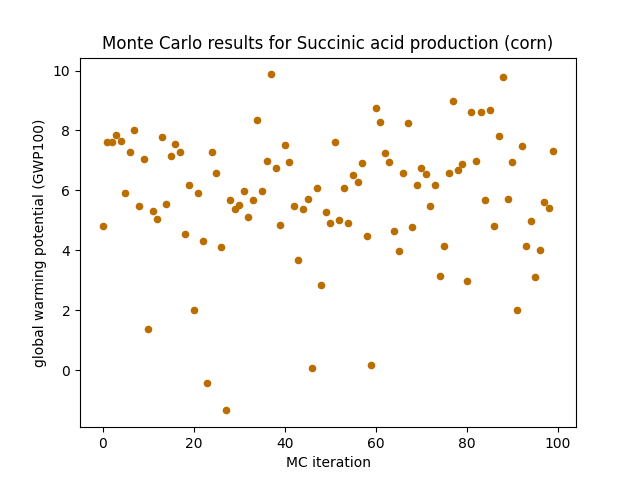 Monte Carlo results for Succinic acid production (corn)
10
8
6
4
2
0
global warming potential (GWP100)
0 20 40 60 80 100
MC iteration